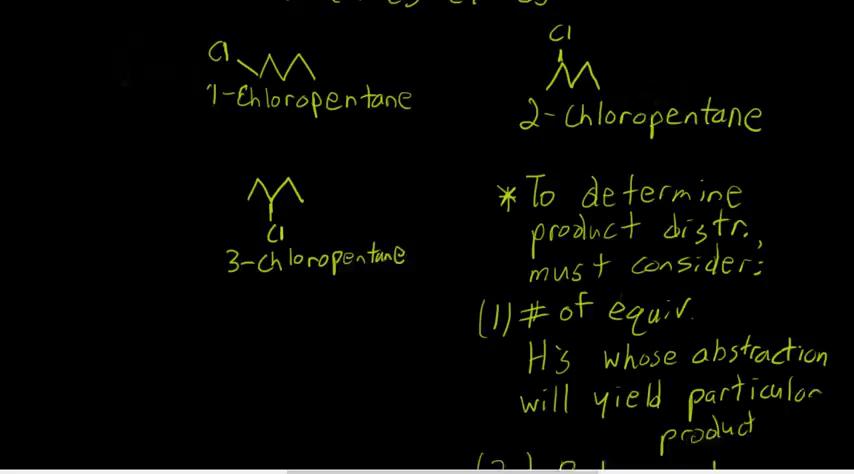 Cl
1-Chloropentane
Cl
2-Chloropentane
Cl
3-Chloropentane
*To determine
product distr.,
must consider:
(1) # of equiv.
H's whose abstraction
will yield particular
product